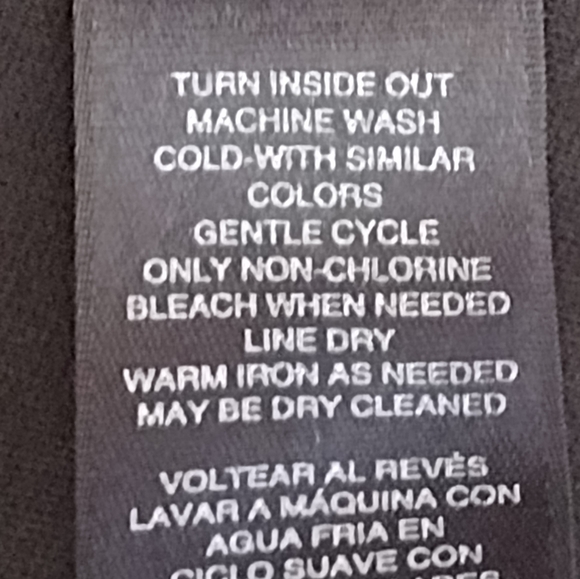 TURN INSIDE OUT
MACHINE WASH
COLD-WITH SIMILAR
COLORS
GENTLE CYCLE
ONLY NON-CHLORINE
BLEACH WHEN NEEDED
LINE DRY
WARM IRON AS NEEDED
MAY BE DRY CLEANED
VOLTEAR AL REVÉS
LAVAR A MÁQUINA CON
AGUA FRIA EN
CICLO SUAVE CON